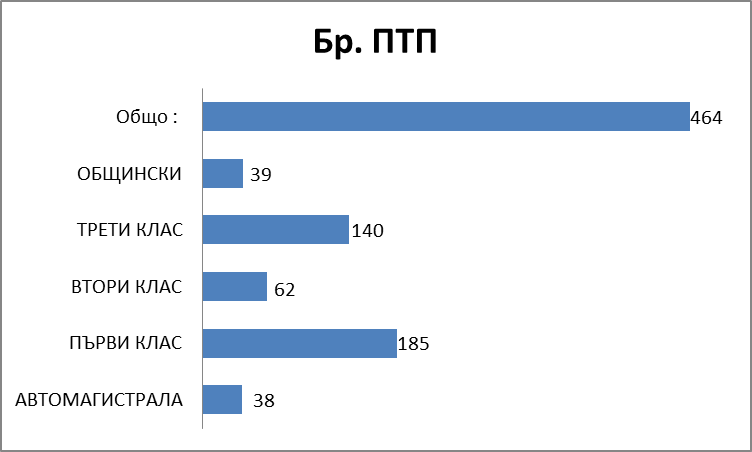 Бр. ПТП
Общо : 464
ОБЩИНСКИ 39
ТРЕТИ КЛАС 140
ВТОРИ КЛАС 62
ПЪРВИ КЛАС 185
АВТОМАГИСТРАЛА 38